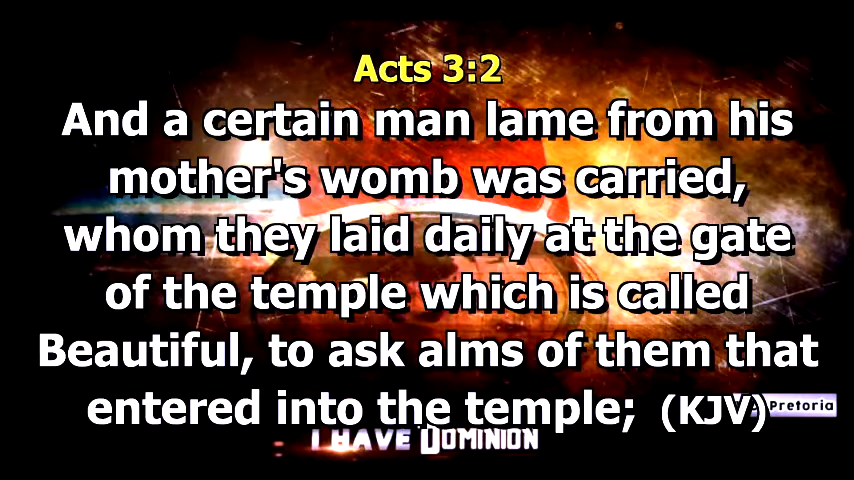 Acts 3:2
And a certain man lame from his
mother's womb was carried,
whom they laid daily at the gate
of the temple which is called
Beautiful, to ask alms of them that
entered into the temple; (KJV)
Pretoria
I HAVE DOMINION